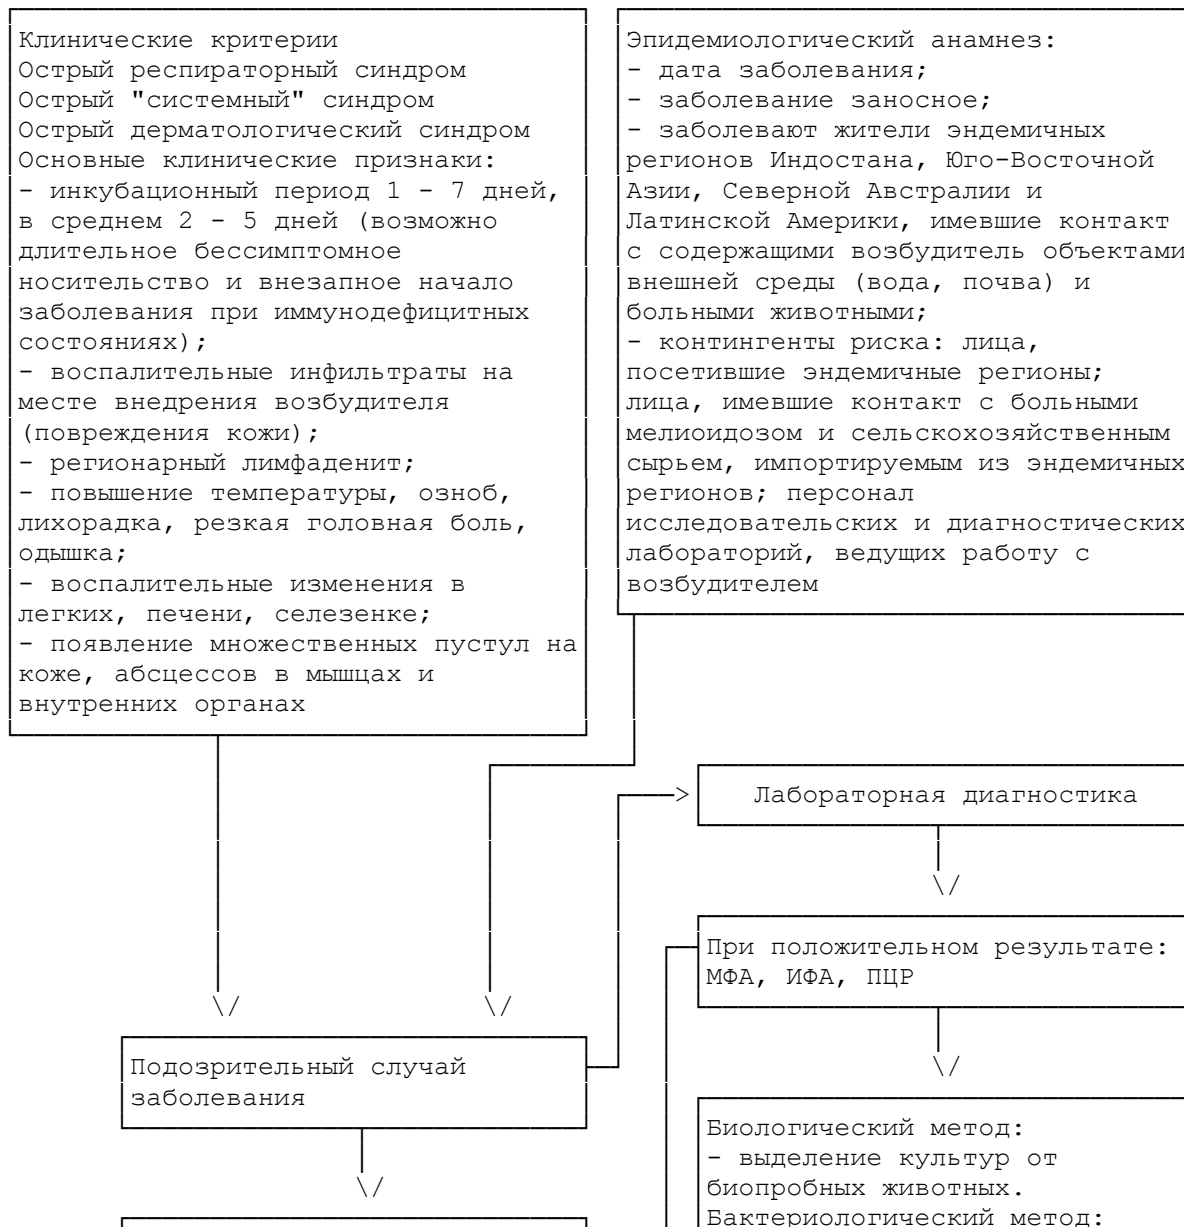 Клинические критерии
Острый респираторный синдром
Острый "системный" синдром
Острый дерматологический синдром
Основные клинические признаки:
- инкубационный период 1 - 7 дней,
в среднем 2 - 5 дней (возможно
длительное бессимптомное
носительство и внезапное начало
заболевания при иммунодефицитных
состояниях);
- воспалительные инфильтраты на
месте внедрения возбудителя
(повреждения кожи);
- регионарный лимфаденит;
- повышение температуры, озноб,
лихорадка, резкая головная боль,
одышка;
- воспалительные изменения в
легких, печени, селезенке;
- появление множественных пустул на
коже, абсцессов в мышцах и
внутренних органах
Эпидемиологический анамнез:
- дата заболевания;
- заболевание заносное;
- заболевают жители эндемичных
регионов Индостана, Юго-Восточной
Азии, Северной Австралии и
Латинской Америки, имевшие контакт
с содержащими возбудитель объектами
внешней среды (вода, почва) и
больными животными;
- контингенты риска: лица,
посетившие эндемичные регионы;
лица, имевшие контакт с больными
мелиоидозом и сельскохозяйственным
сырьем, импортируемым из эндемичных
регионов; персонал
исследовательских и диагностических
лабораторий, ведущих работу с
возбудителем
Лабораторная диагностика
При положительном результате:
МФА, ИФА, ПЦР
Подозрительный случай
заболевания
Биологический метод:
- выделение культур от
биопробных животных.
Бактериологический метод: